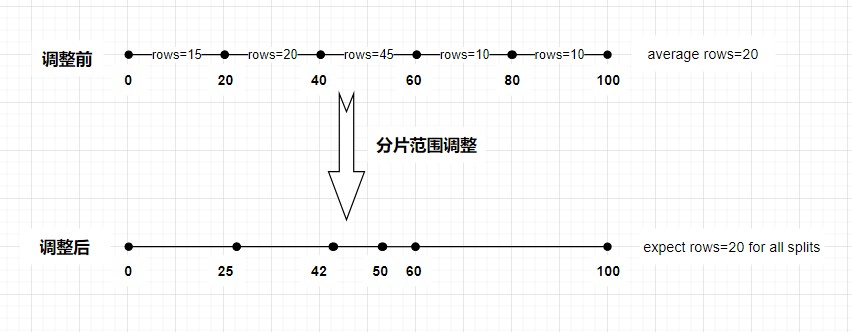 调整前 rows=15 rows=20 rows=45 rows=10 rows=10 average rows=20
0 20 40 60 80 100
分片范围调整
调整后 expect rows=20 for all splits
0 25 42 50 60 100